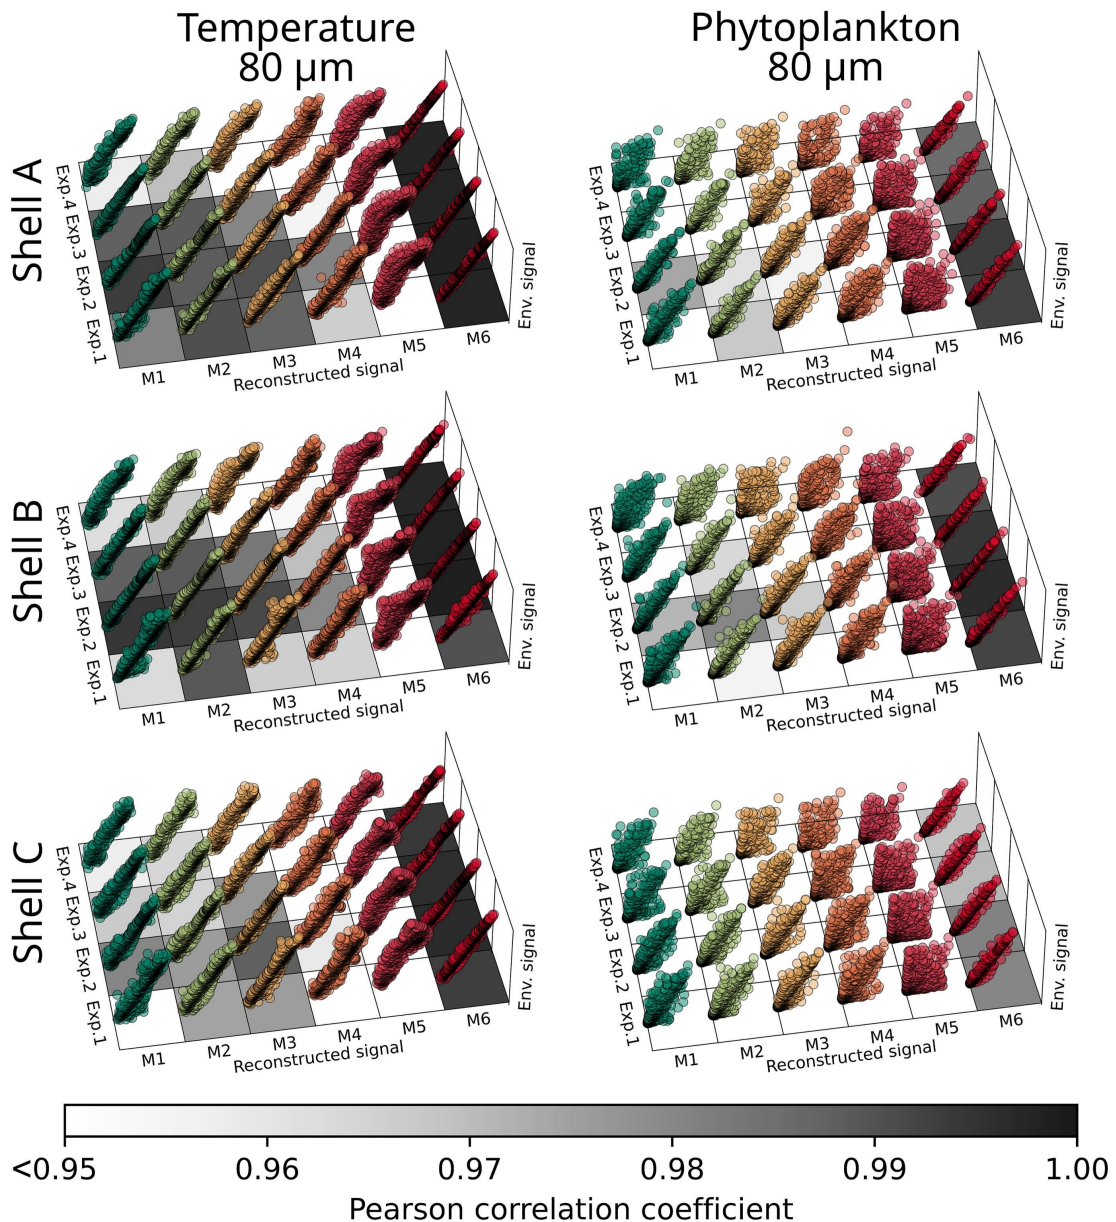 Temperature
80 µm
Phytoplankton
80 µm
Shell A
Exp.4
Exp.3
Exp.2
Exp.1
M1
M2
M3
M4
M5
M6
Reconstructed signal
Env. signal
Exp.4
Exp.3
Exp.2
Exp.1
M1
M2
M3
M4
M5
M6
Reconstructed signal
Env. signal
Shell B
Exp.4
Exp.3
Exp.2
Exp.1
M1
M2
M3
M4
M5
M6
Reconstructed signal
Env. signal
Exp.4
Exp.3
Exp.2
Exp.1
M1
M2
M3
M4
M5
M6
Reconstructed signal
Env. signal
Shell C
Exp.4
Exp.3
Exp.2
Exp.1
M1
M2
M3
M4
M5
M6
Reconstructed signal
Env. signal
Exp.4
Exp.3
Exp.2
Exp.1
M1
M2
M3
M4
M5
M6
Reconstructed signal
Env. signal
<0.95 0.96 0.97 0.98 0.99 1.00
Pearson correlation coefficient